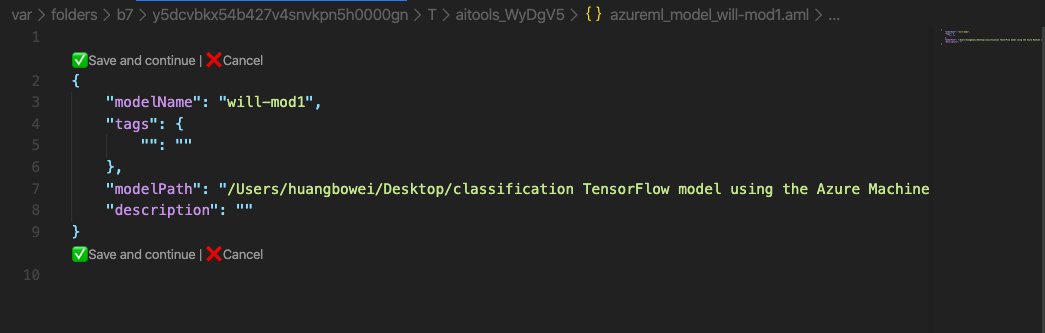 var > folders > b7 > y5dcvbkx54b427v4snvkpn5h0000gn > T > aitools_WyDgV5 > {} azureml_model_will-mod1.aml > ...
1
✅Save and continue | ❌Cancel
2 {
3 "modelName": "will-mod1",
4 "tags": {
5 "": ""
6 },
7 "modelPath": "/Users/huangbowei/Desktop/classification TensorFlow model using the Azure Machine
8 "description": ""
9 }
✅Save and continue | ❌Cancel
10